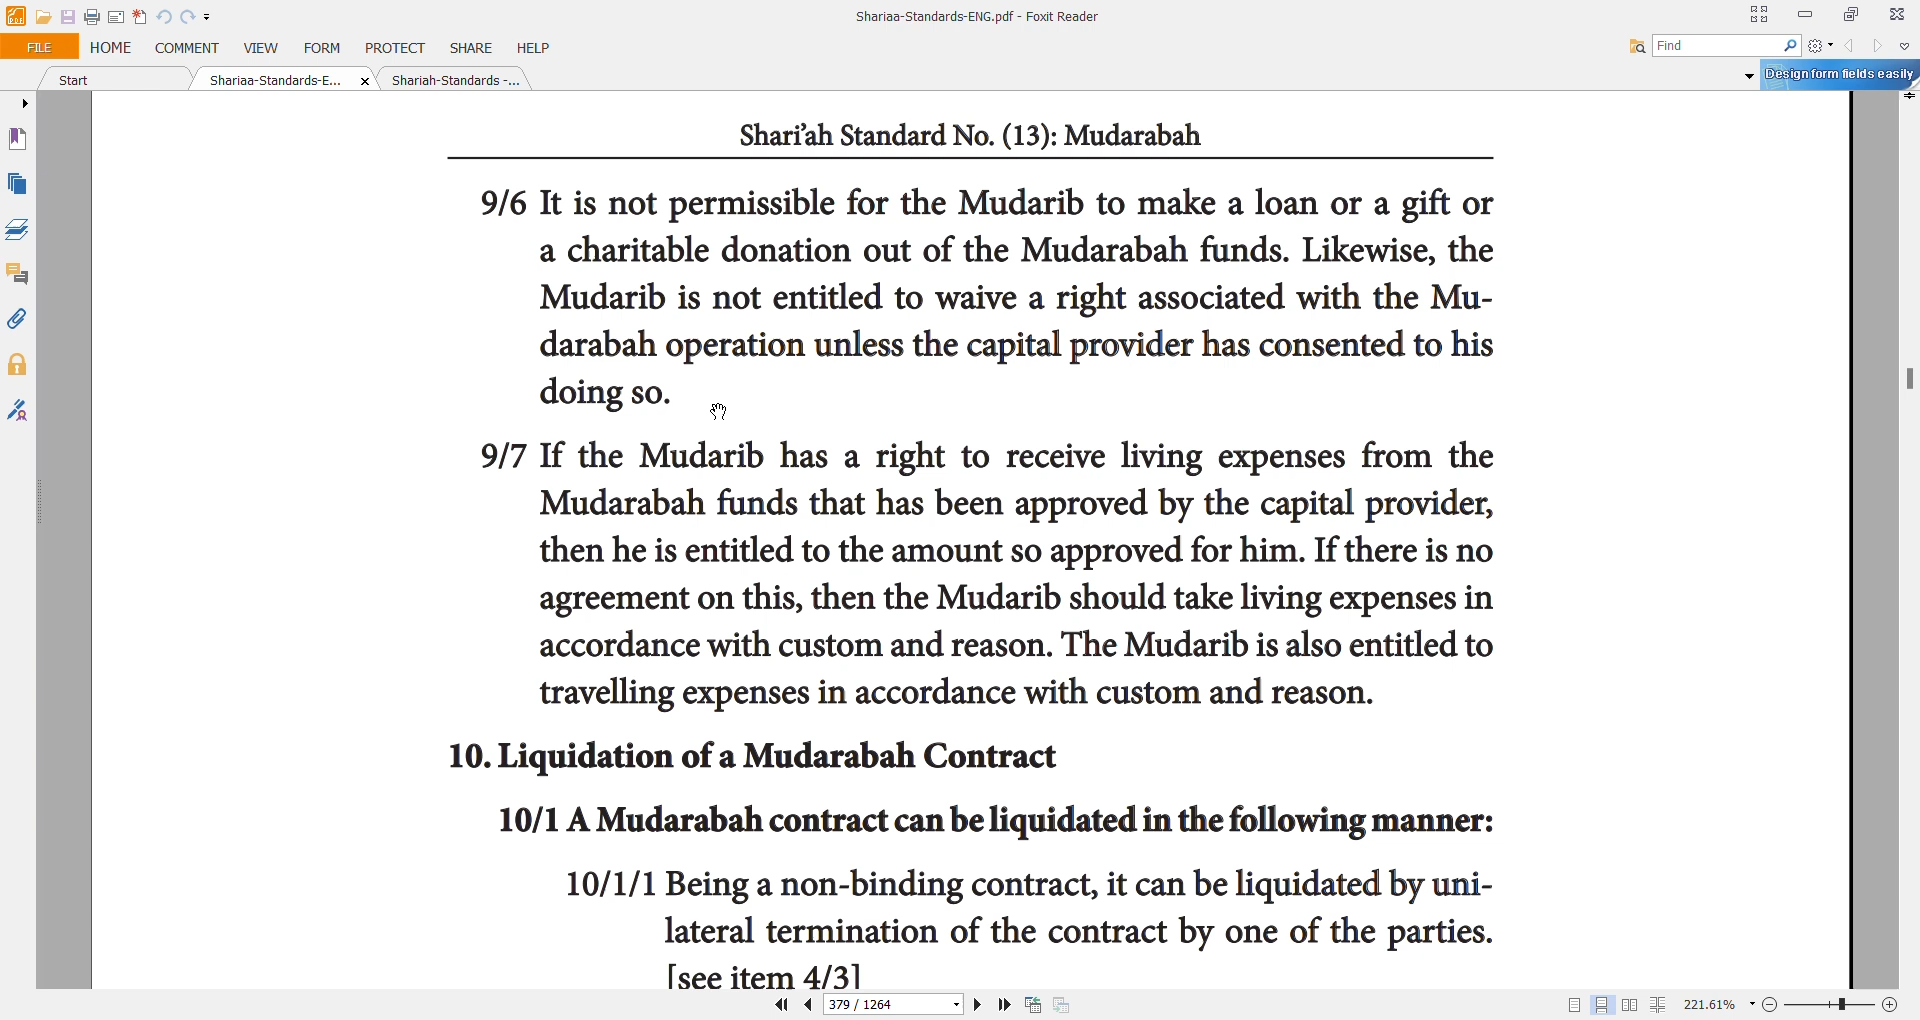 Shariaa-Standards-ENG.pdf - Foxit Reader
FILE HOME COMMENT VIEW FORM PROTECT SHARE HELP
Find
Start
Shariaa-Standards-E...
Shariah-Standards -...
Design form fields easily
Shari’ah Standard No. (13): Mudarabah
9/6 It is not permissible for the Mudarib to make a loan or a gift or
a charitable donation out of the Mudarabah funds. Likewise, the
Mudarib is not entitled to waive a right associated with the Mu-
darabah operation unless the capital provider has consented to his
doing so.
9/7 If the Mudarib has a right to receive living expenses from the
Mudarabah funds that has been approved by the capital provider,
then he is entitled to the amount so approved for him. If there is no
agreement on this, then the Mudarib should take living expenses in
accordance with custom and reason. The Mudarib is also entitled to
travelling expenses in accordance with custom and reason.
10. Liquidation of a Mudarabah Contract
10/1 A Mudarabah contract can be liquidated in the following manner:
10/1/1 Being a non-binding contract, it can be liquidated by uni-
lateral termination of the contract by one of the parties.
[see item 4/3]
379 / 1264
221.61%